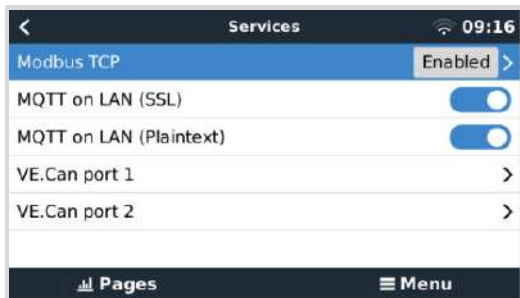 Services 09:16
Modbus TCP Enabled
MQTT on LAN (SSL)
MQTT on LAN (Plaintext)
VE.Can port 1
VE.Can port 2
Pages Menu